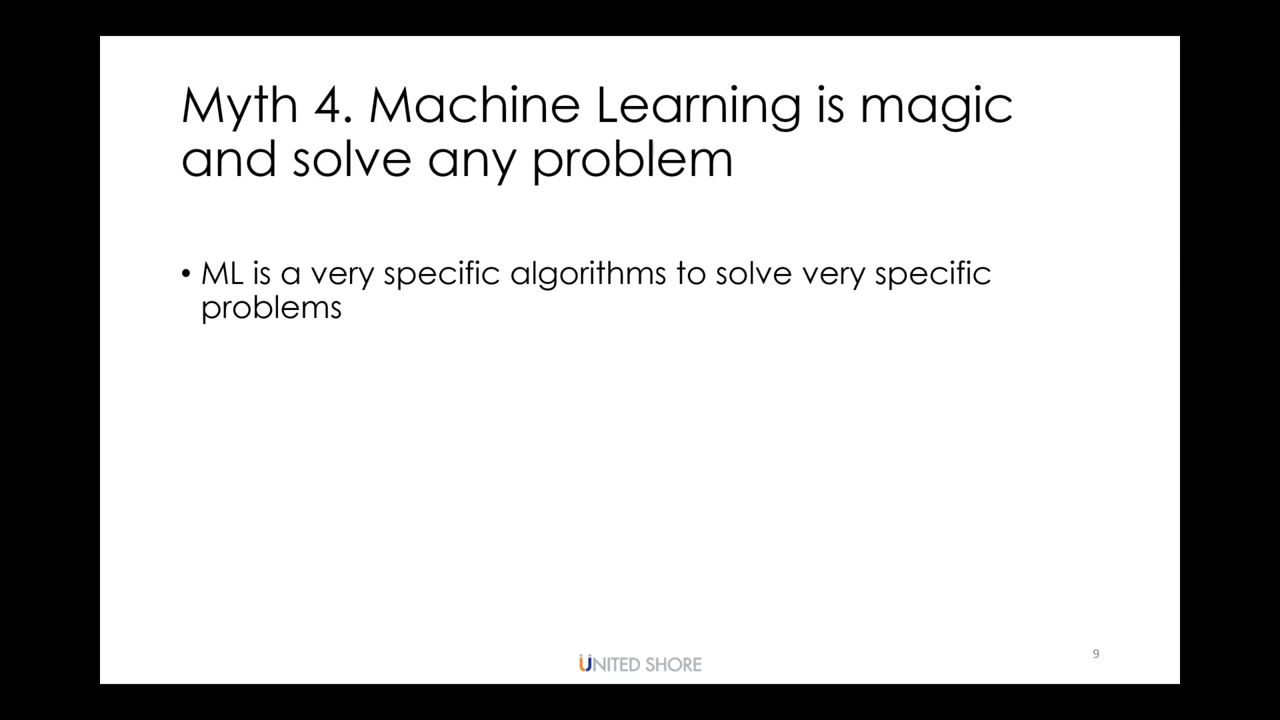 Myth 4. Machine Learning is magic
and solve any problem
• ML is a very specific algorithms to solve very specific
problems
UNITED SHORE
9